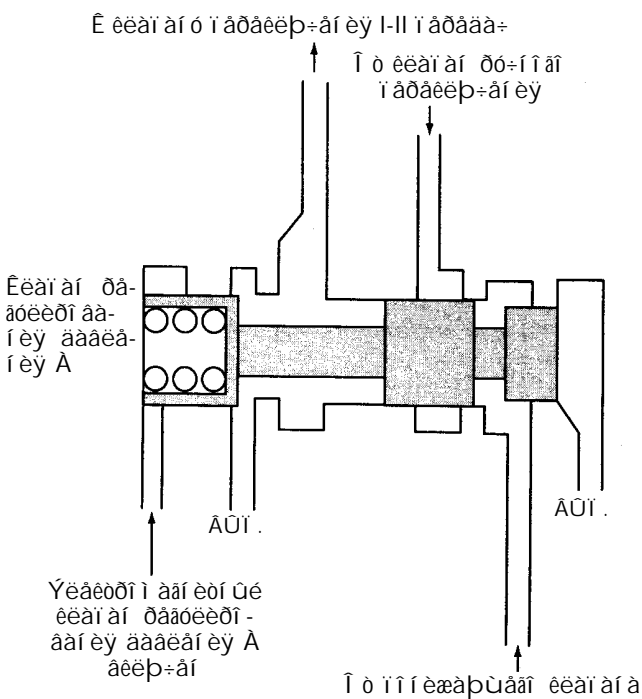 Ê êëàï àí ó ï åðåêëþ÷åí èÿ I-II ï åðåäà÷
Î ò êëàï àí ðó÷í î ãî
ï åðåêëþ÷åí èÿ
Êëàï àí ðå-
ãóëèðî âà-
í èÿ äàâëå-
í èÿ À
ÂÛÏ .
ÂÛÏ .
Ýëåêòðî ì àãí èòí ûé
êëàï àí ðåãóëèðî -
âàí èÿ äàâëåí èÿ À
âêëþ÷åí
Î ò ï î í èæàþùåãî êëàï àí à